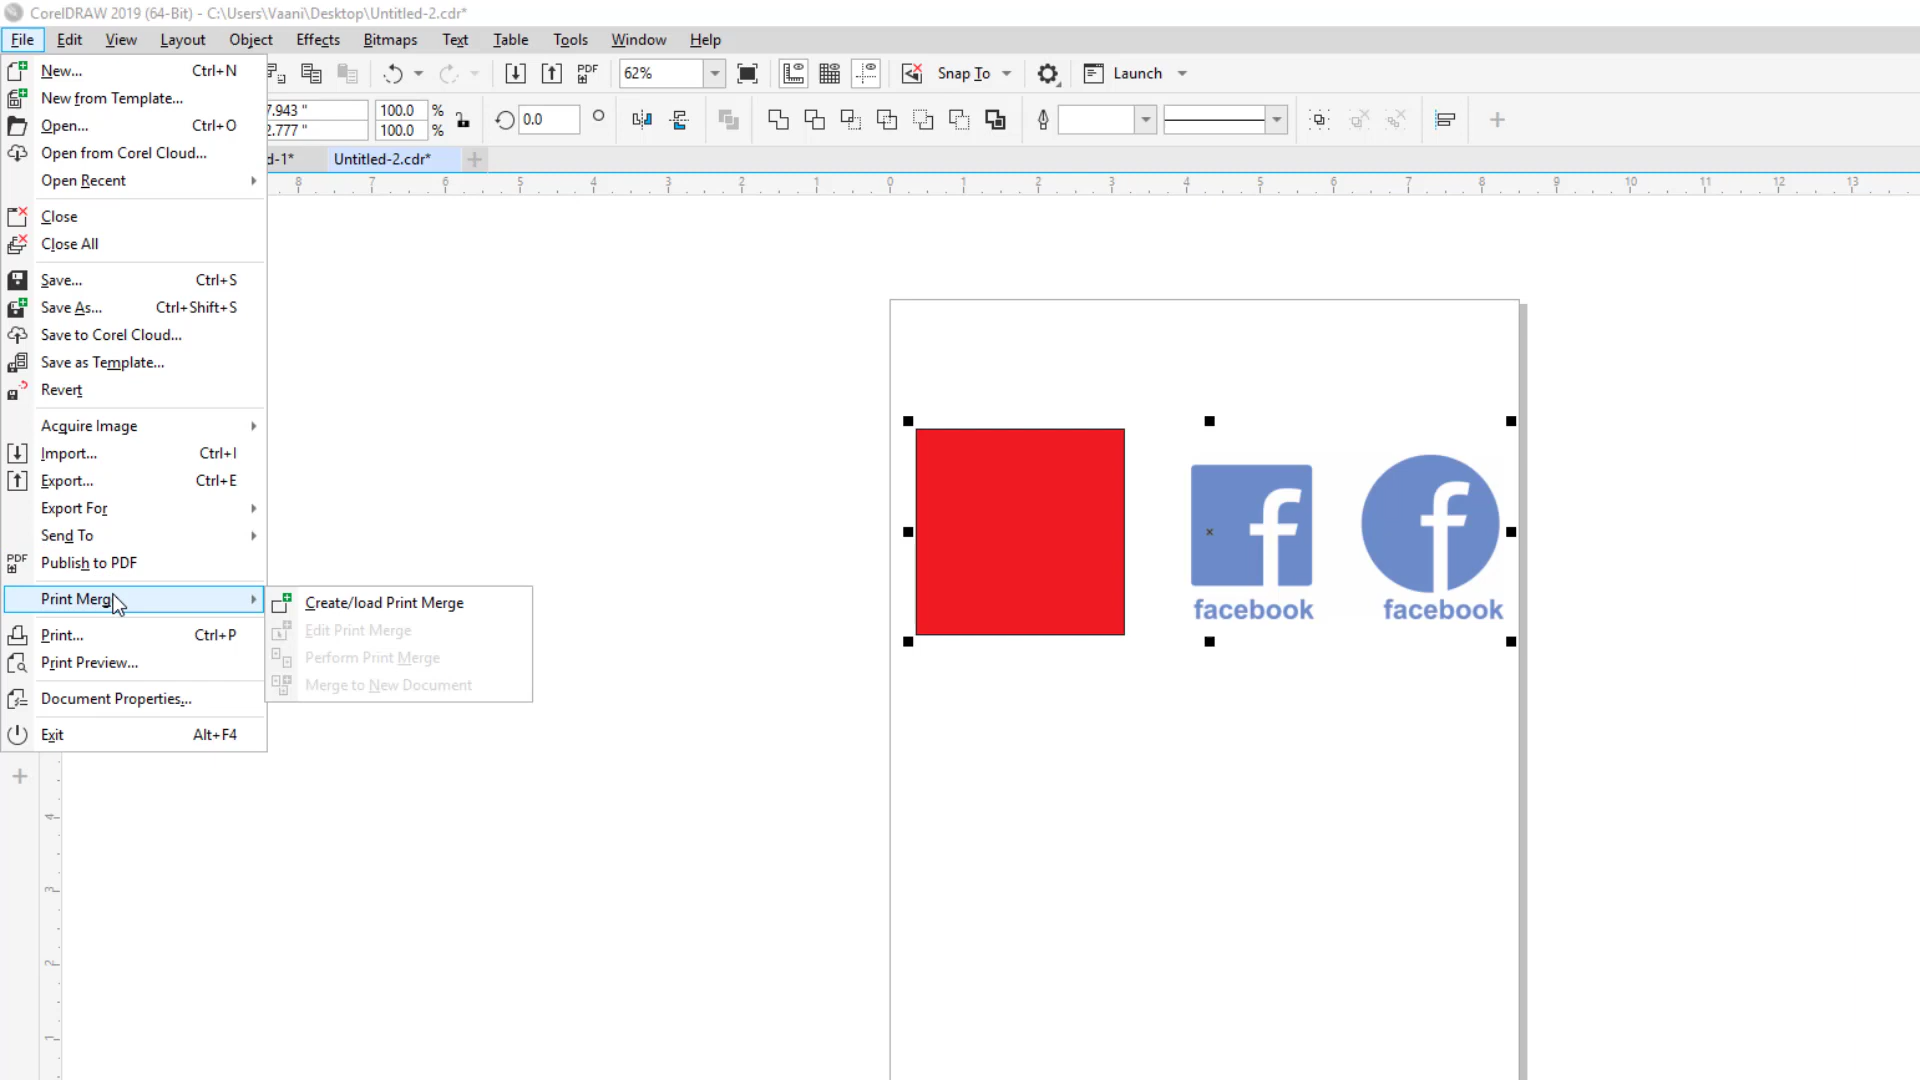 CorelDRAW 2019 (64-Bit) - C:\Users\Vaani\Desktop\Untitled-2.cdr*
File Edit View Layout Object Effects Bitmaps Text Table Tools Window Help
62% Snap To Launch
PDF
7.943 "
2.777 "
100.0 %
100.0 %
0.0
d-1* Untitled-2.cdr*
8 7 6 5 4 3 2 1 0 1 2 3 4 5 6 7 8 9 10 11 12 13
New... Ctrl+N
New from Template...
Open... Ctrl+O
Open from Corel Cloud...
Open Recent
Close
Close All
Save... Ctrl+S
Save As... Ctrl+Shift+S
Save to Corel Cloud...
Save as Template...
Revert
Acquire Image
Import... Ctrl+I
Export... Ctrl+E
Export For
Send To
PDF Publish to PDF
Print Merge
Print... Ctrl+P
Print Preview...
Document Properties...
Exit Alt+F4
Create/load Print Merge
Edit Print Merge
Perform Print Merge
Merge to New Document
facebook facebook
4
3
2
1